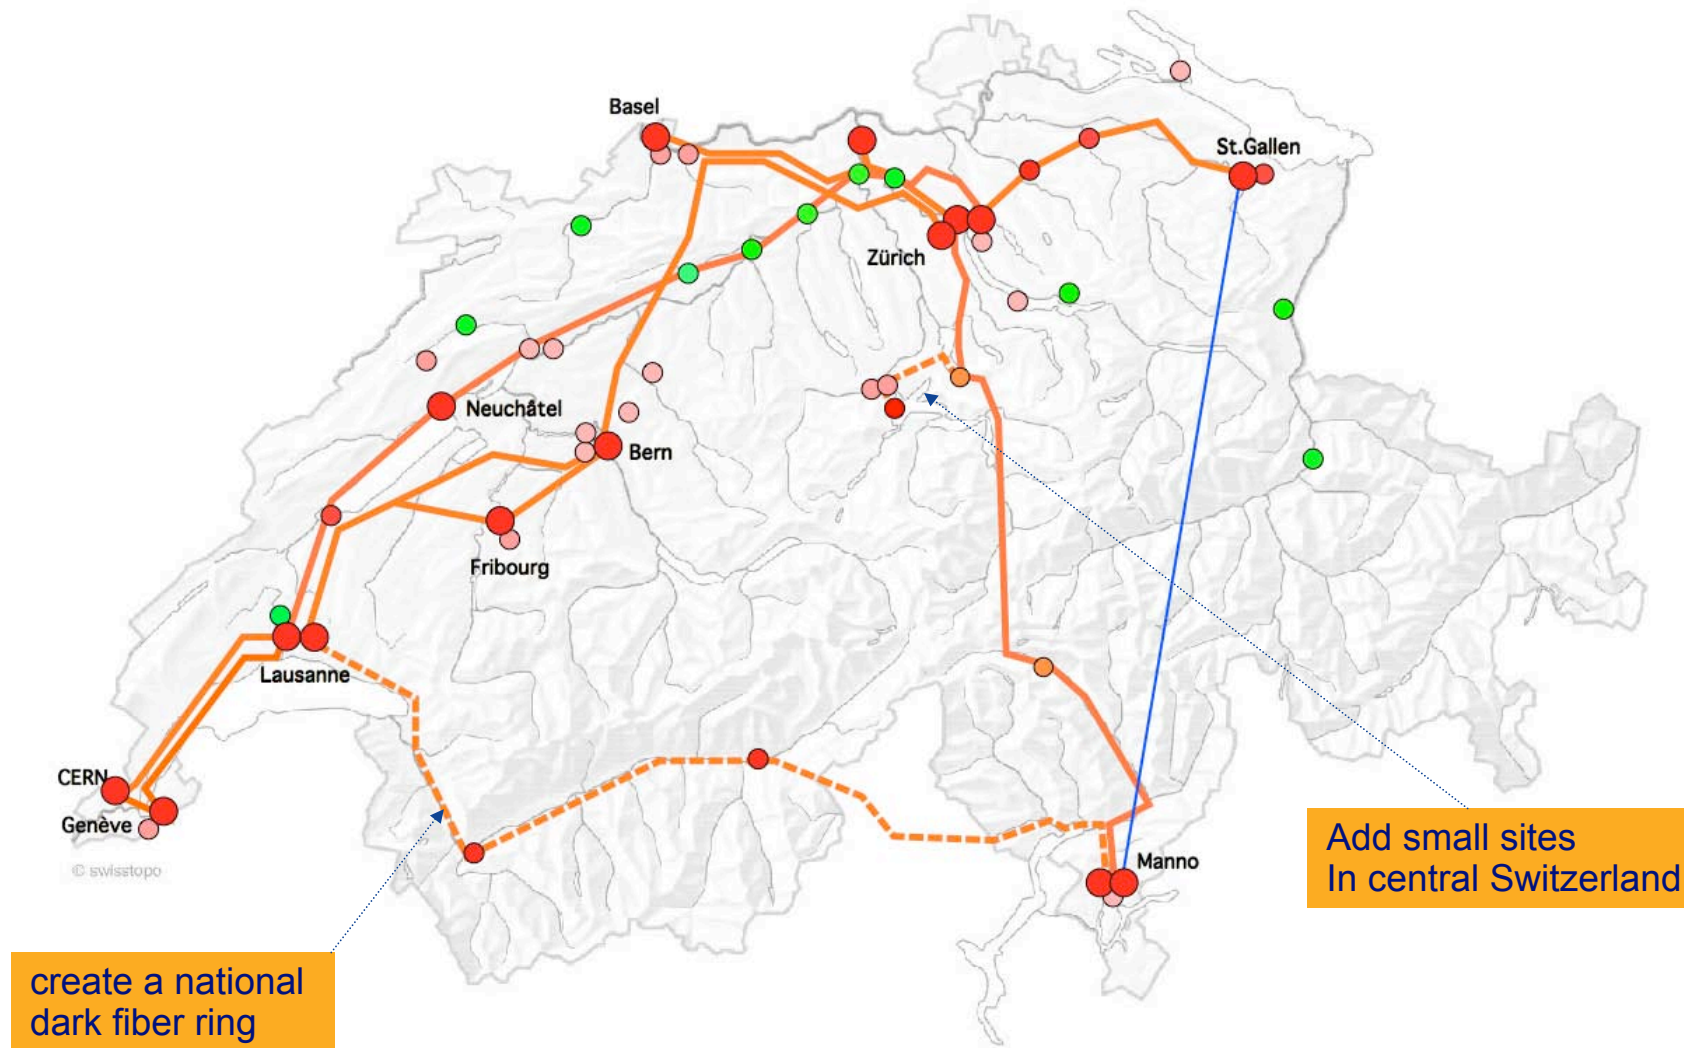 Basel
St.Gallen
Zürich
Neuchâtel
Bern
Fribourg
Lausanne
CERN
Genève
© swisstopo
Manno
Add small sites
In central Switzerland
create a national
dark fiber ring